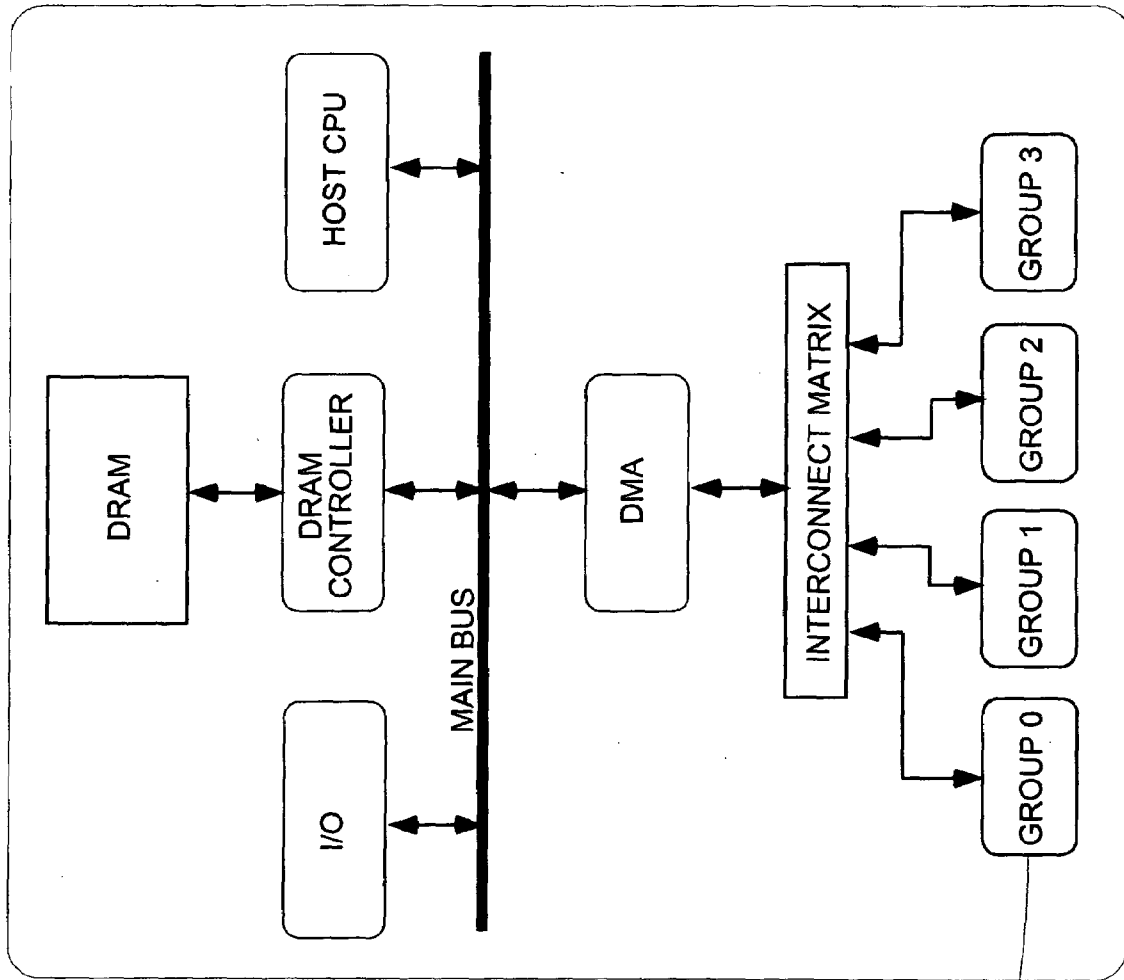 DRAM
I/O
DRAM
CONTROLLER
HOST CPU
MAIN BUS
DMA
INTERCONNECT MATRIX
GROUP 0
GROUP 1
GROUP 2
GROUP 3